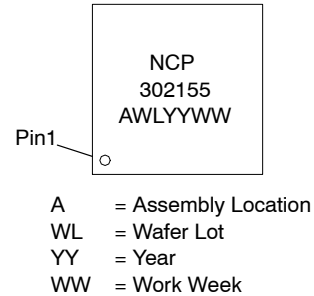 NCP
302155
AWLYYWW
Pin1
A = Assembly Location
WL = Wafer Lot
YY = Year
WW = Work Week